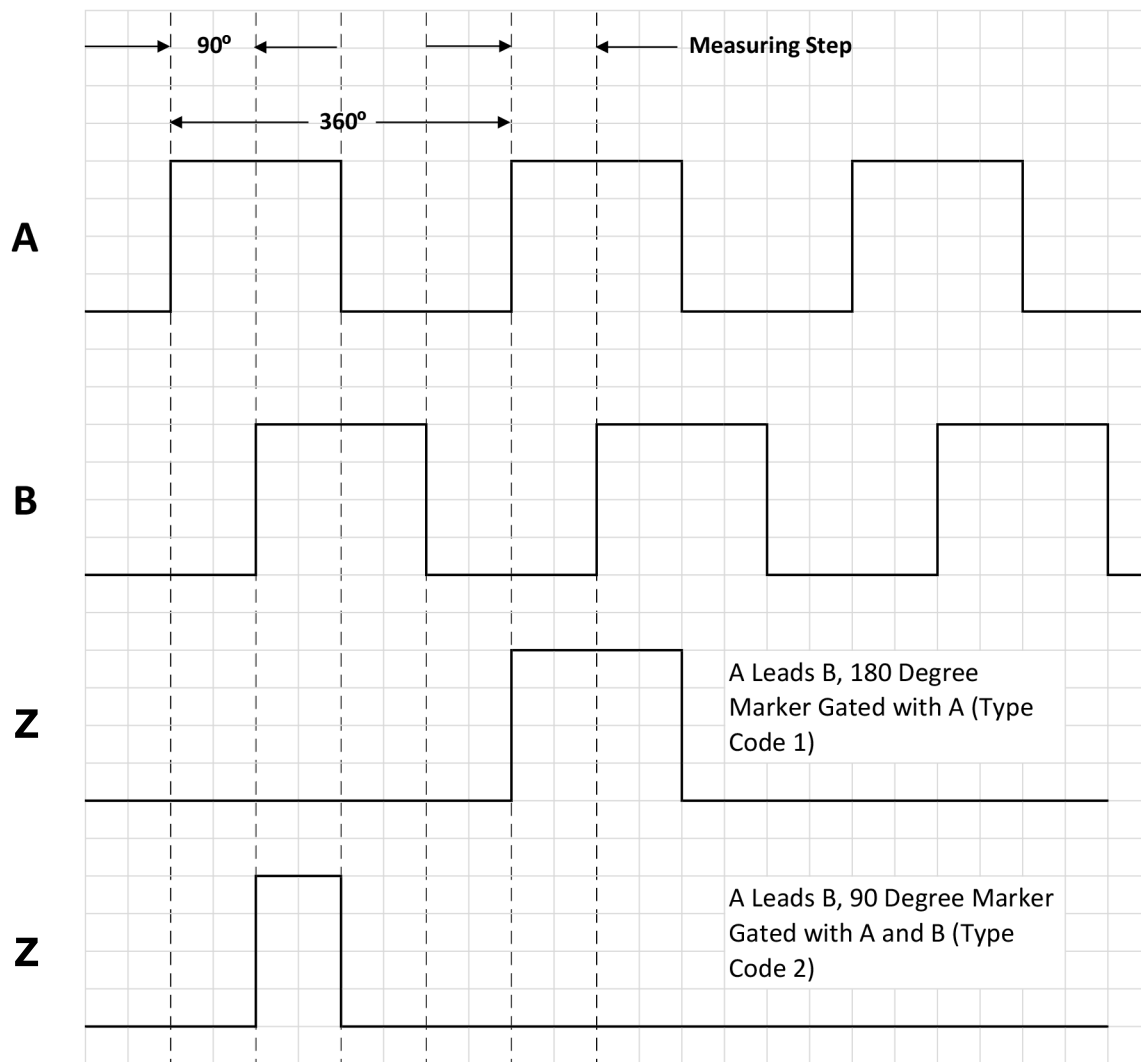 90º
Measuring Step
360º
A
B
Z
A Leads B, 180 Degree
Marker Gated with A (Type
Code 1)
Z
A Leads B, 90 Degree Marker
Gated with A and B (Type
Code 2)